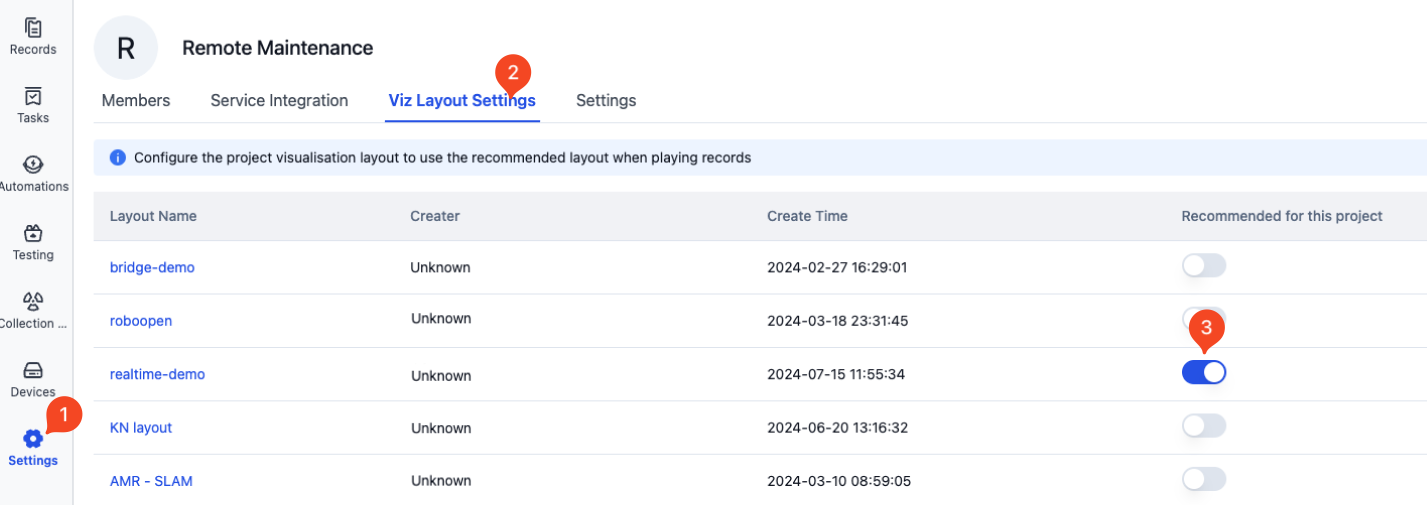 Records
Tasks
Automations
Testing
Collection ...
Devices
1
Settings
R
Remote Maintenance
2
Members Service Integration Viz Layout Settings Settings
Configure the project visualisation layout to use the recommended layout when playing records
Layout Name Creater Create Time Recommended for this project
bridge-demo Unknown 2024-02-27 16:29:01
roboopen Unknown 2024-03-18 23:31:45
3
realtime-demo Unknown 2024-07-15 11:55:34
KN layout Unknown 2024-06-20 13:16:32
AMR - SLAM Unknown 2024-03-10 08:59:05